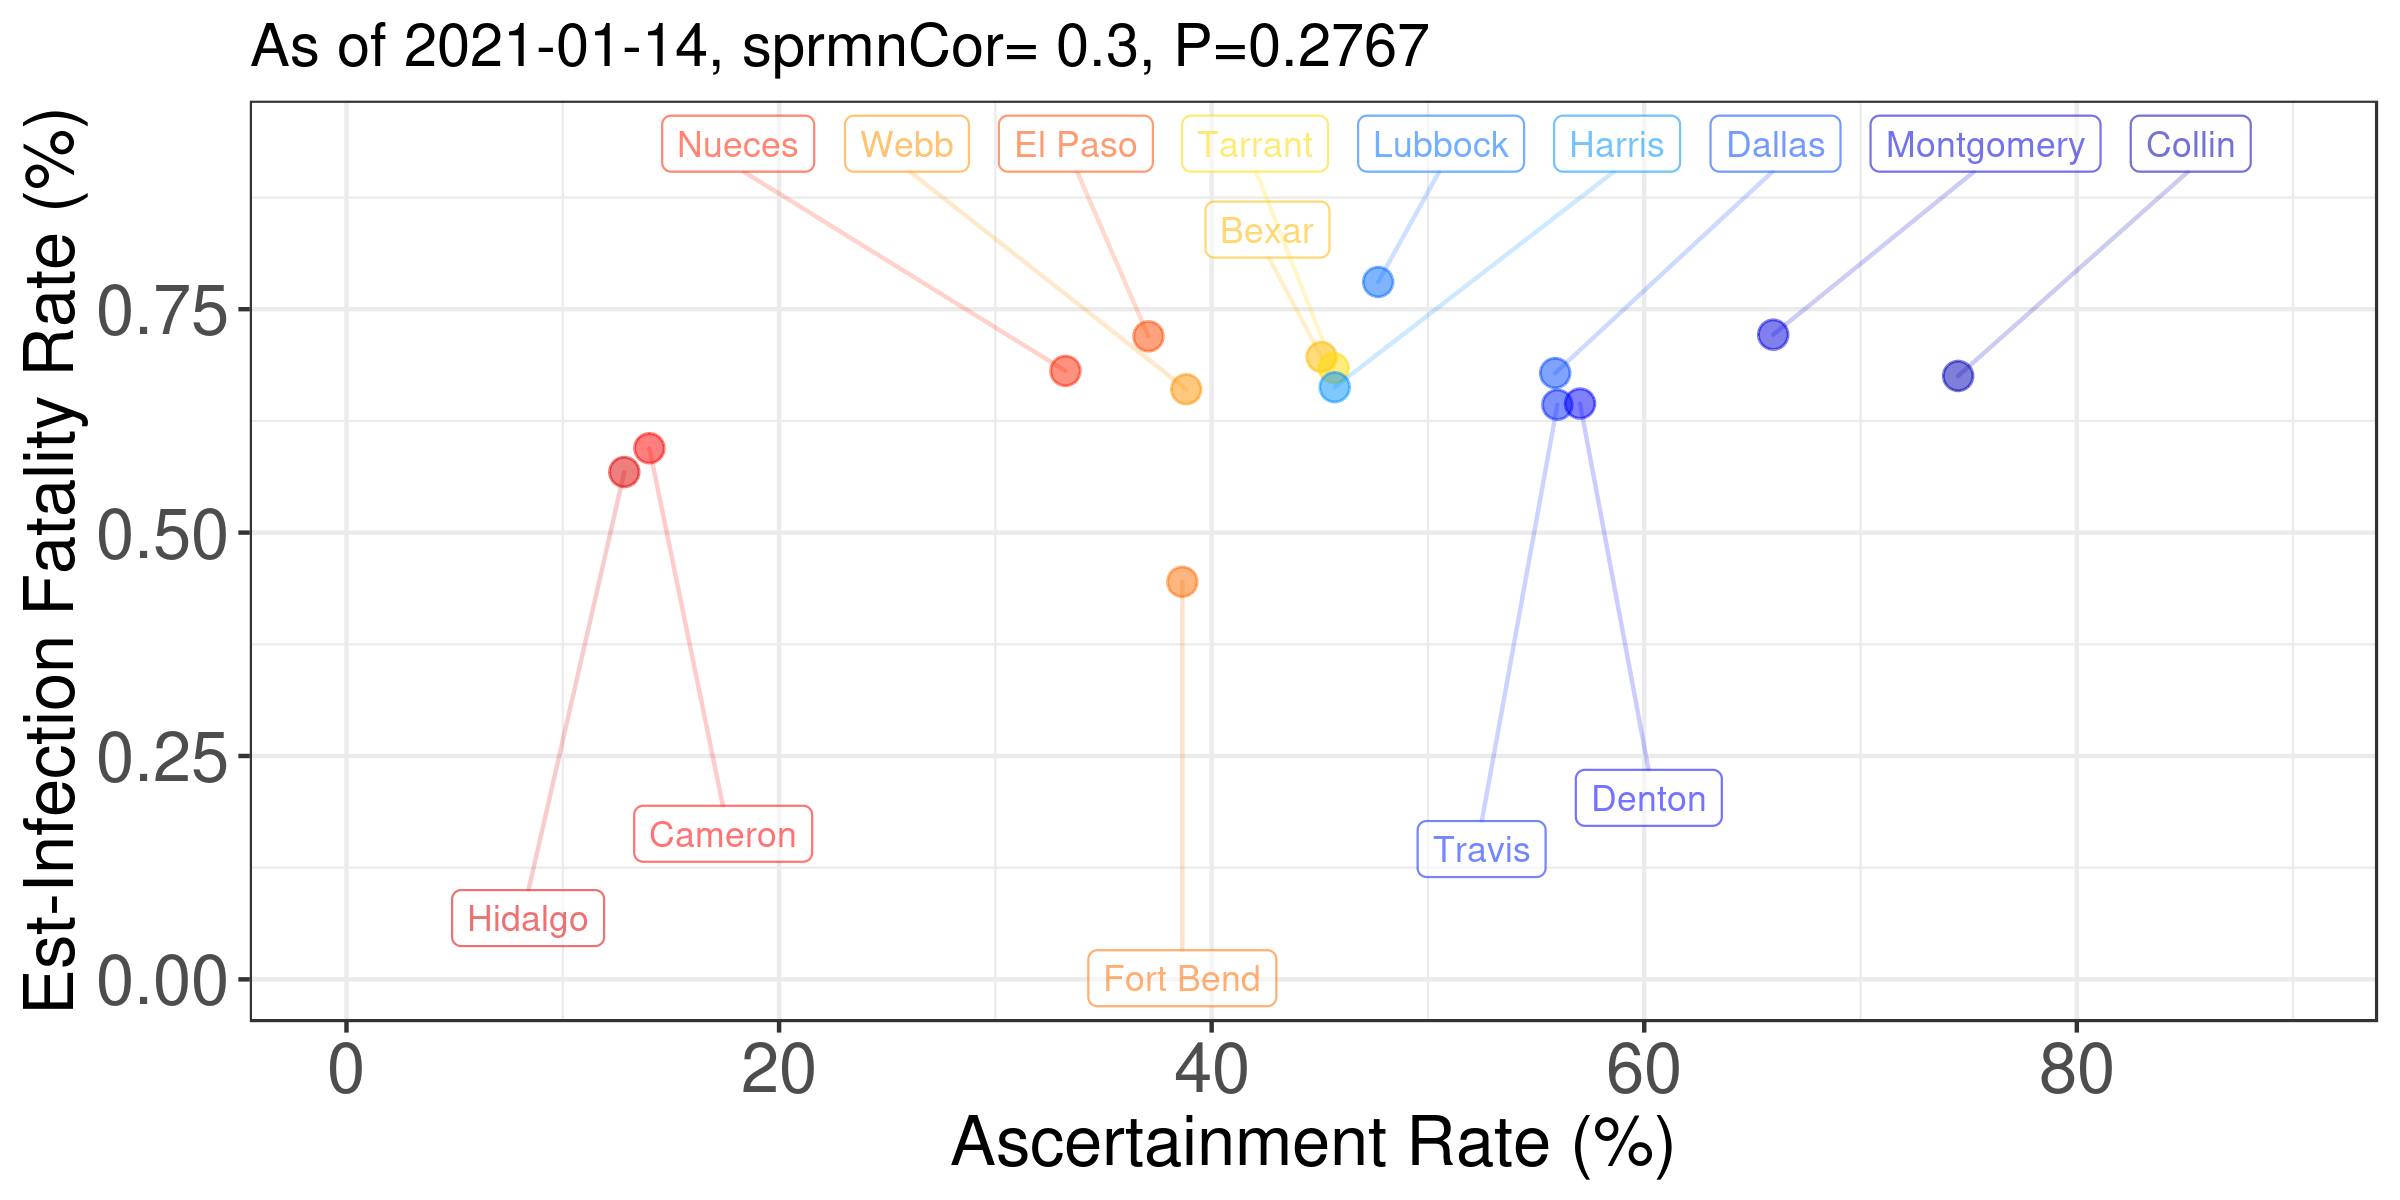 As of 2021-01-14, sprmnCor= 0.3, P=0.2767
Est-Infection Fatality Rate (%)
Nueces
Webb
El Paso
Tarrant
Lubbock
Harris
Dallas
Montgomery
Collin
Bexar
0.75
0.50
0.25
0.00
Denton
Cameron
Travis
Hidalgo
Fort Bend
0
20
40
60
80
Ascertainment Rate (%)